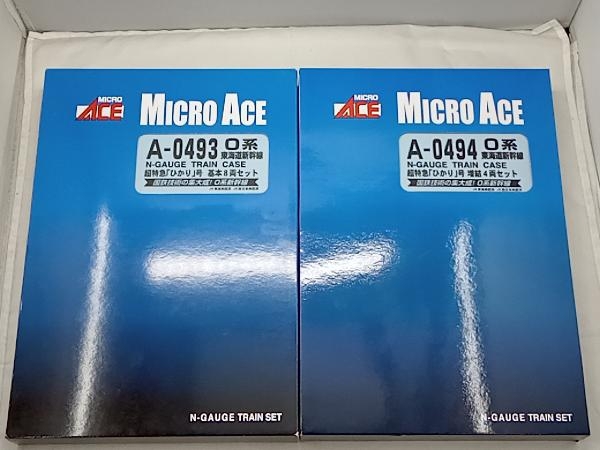 MICRO
ACE
MICRO ACE
A-0493 0系
東海道新幹線
N-GAUGE TRAIN CASE
超特急「ひかり」号 基本8両セット
国鉄技術の集大成!0系新幹線
N-GAUGE TRAIN SET
MICRO
ACE
MICRO ACE
A-0494 0系
東海道新幹線
N-GAUGE TRAIN CASE
超特急「ひかり」号 増結4両セット
国鉄技術の集大成!0系新幹線
N-GAUGE TRAIN SET